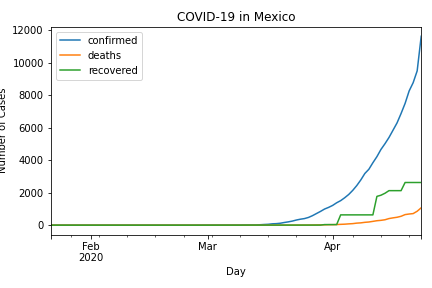 COVID-19 in Mexico
12000
10000
8000
6000
4000
2000
0
Number of Cases
confirmed
deaths
recovered
Feb
2020
Mar
Apr
Day